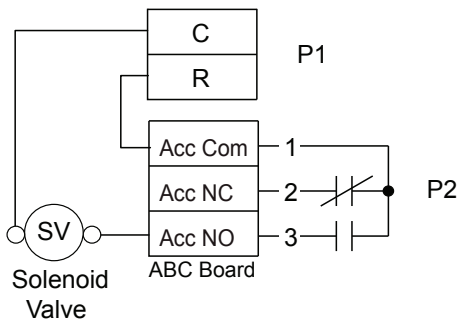 C
P1
R
Acc Com
1
Acc NC
2
P2
SV
Acc NO
3
ABC Board
Solenoid
Valve